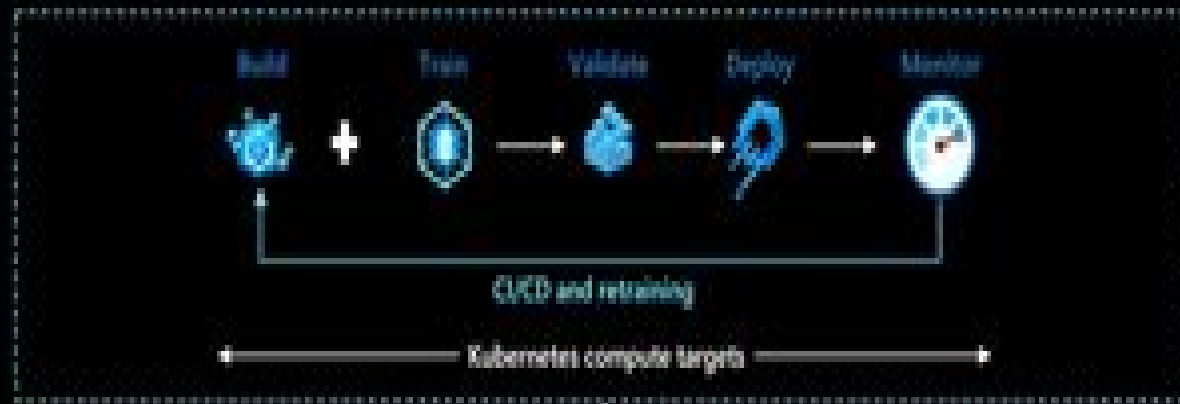 Build
Train
Validate
Deploy
Monitor
CI/CD and retraining
Kubernetes compute targets